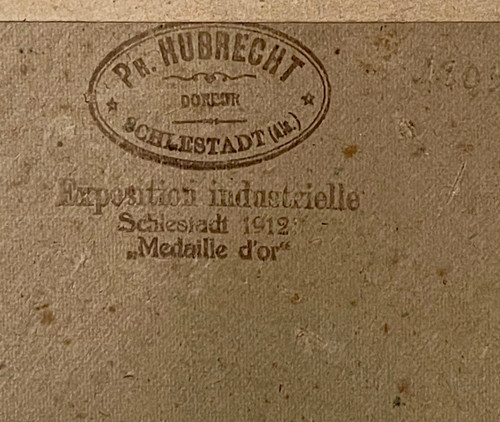 PH. HUBRECHT
DOREUR
SCHLESTADT (Als.)
Exposition industrielle
Schlestadt 1912
„Medaille d'or“